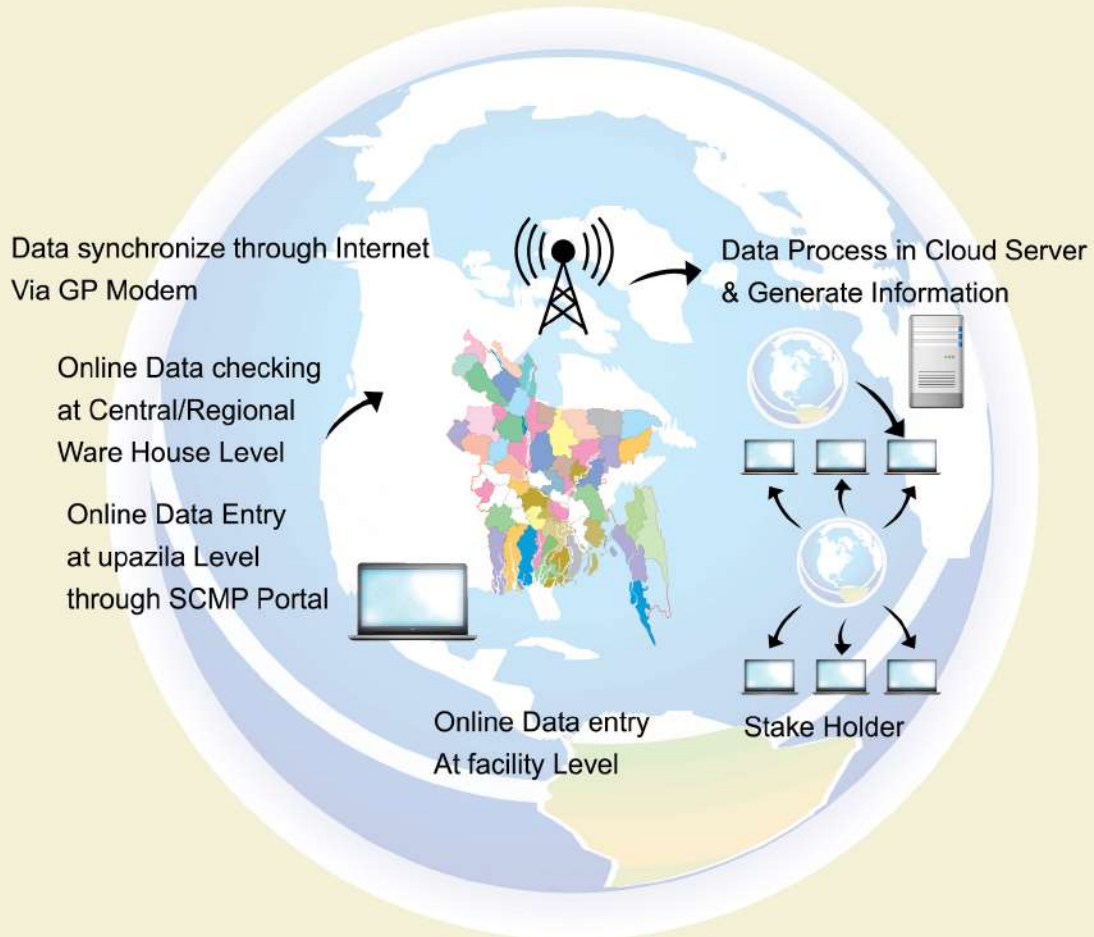 Data synchronize through Internet
Via GP Modem
Data Process in Cloud Server
& Generate Information
Online Data checking
at Central/Regional
Ware House Level
Online Data Entry
at upazila Level
through SCMP Portal
Online Data entry
At facility Level
Stake Holder